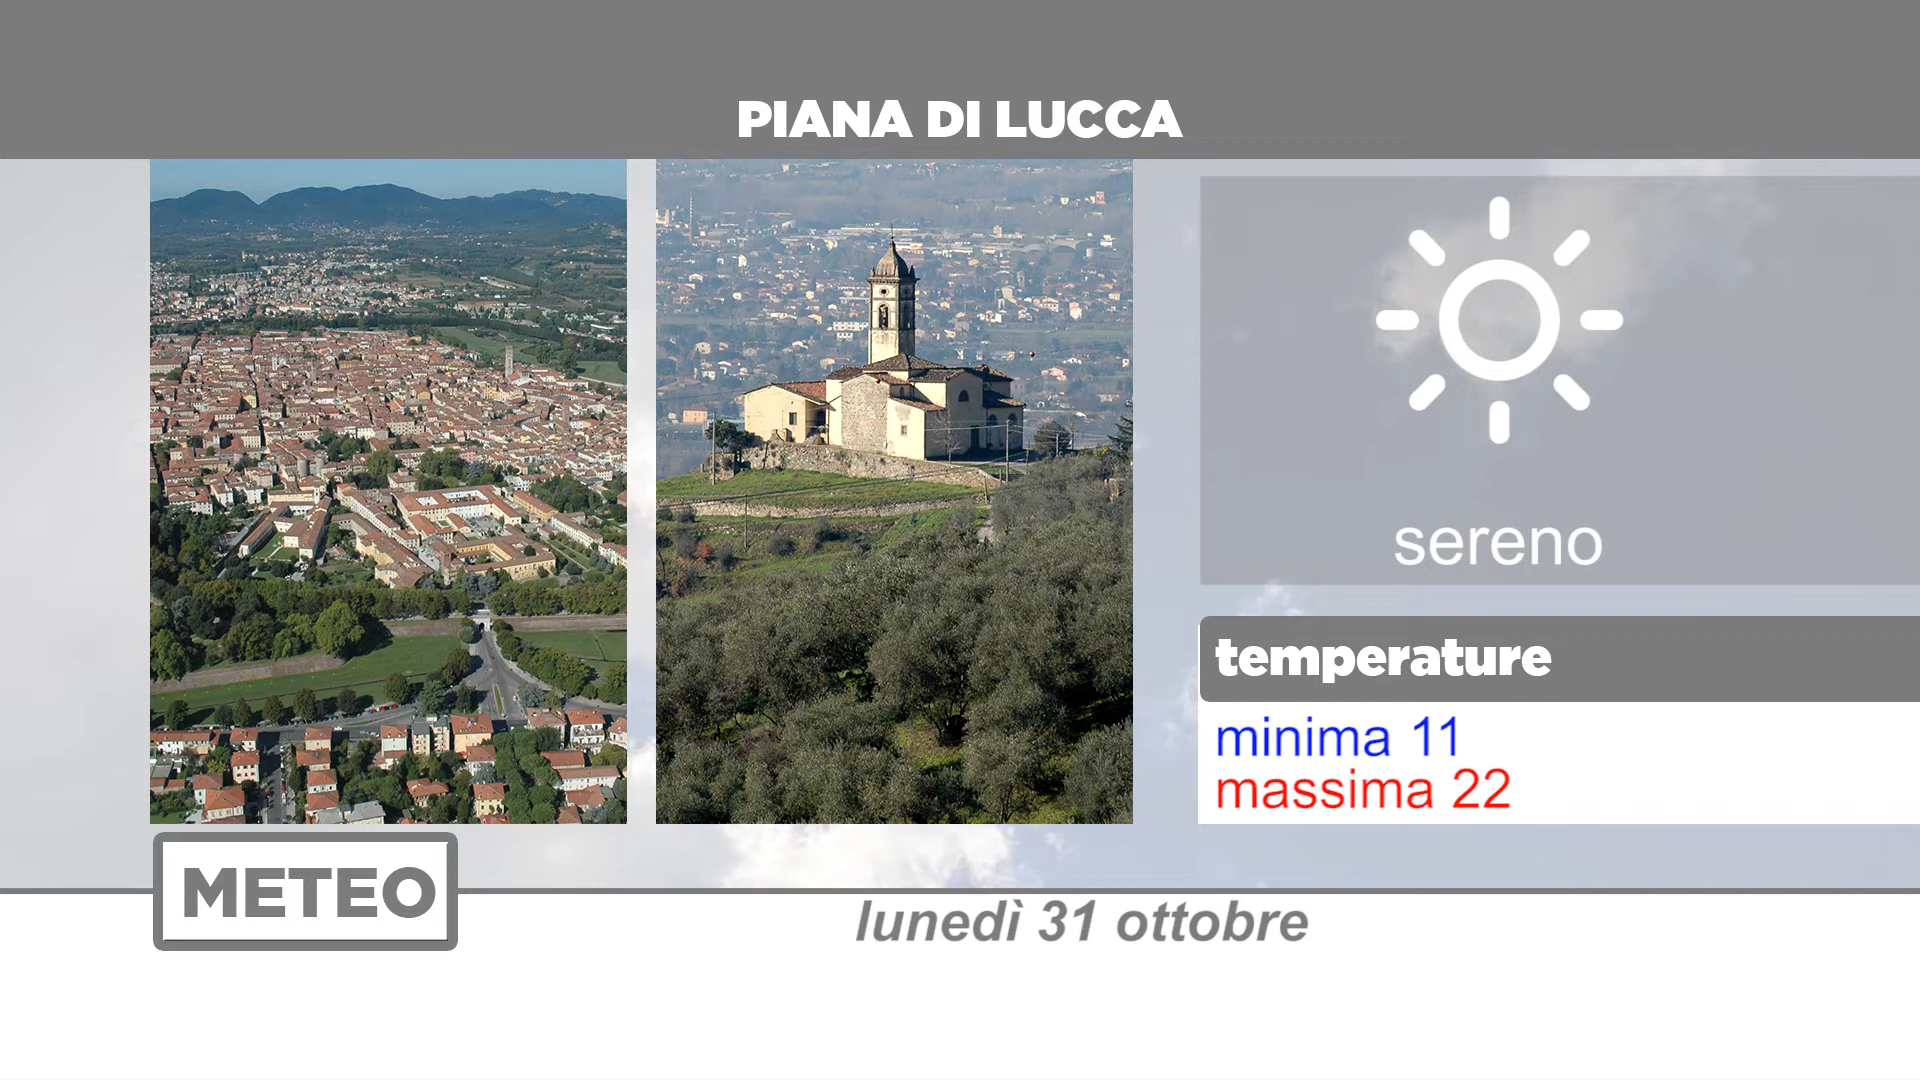 PIANA DI LUCCA
sereno
temperature
minima 11
massima 22
METEO
lunedì 31 ottobre